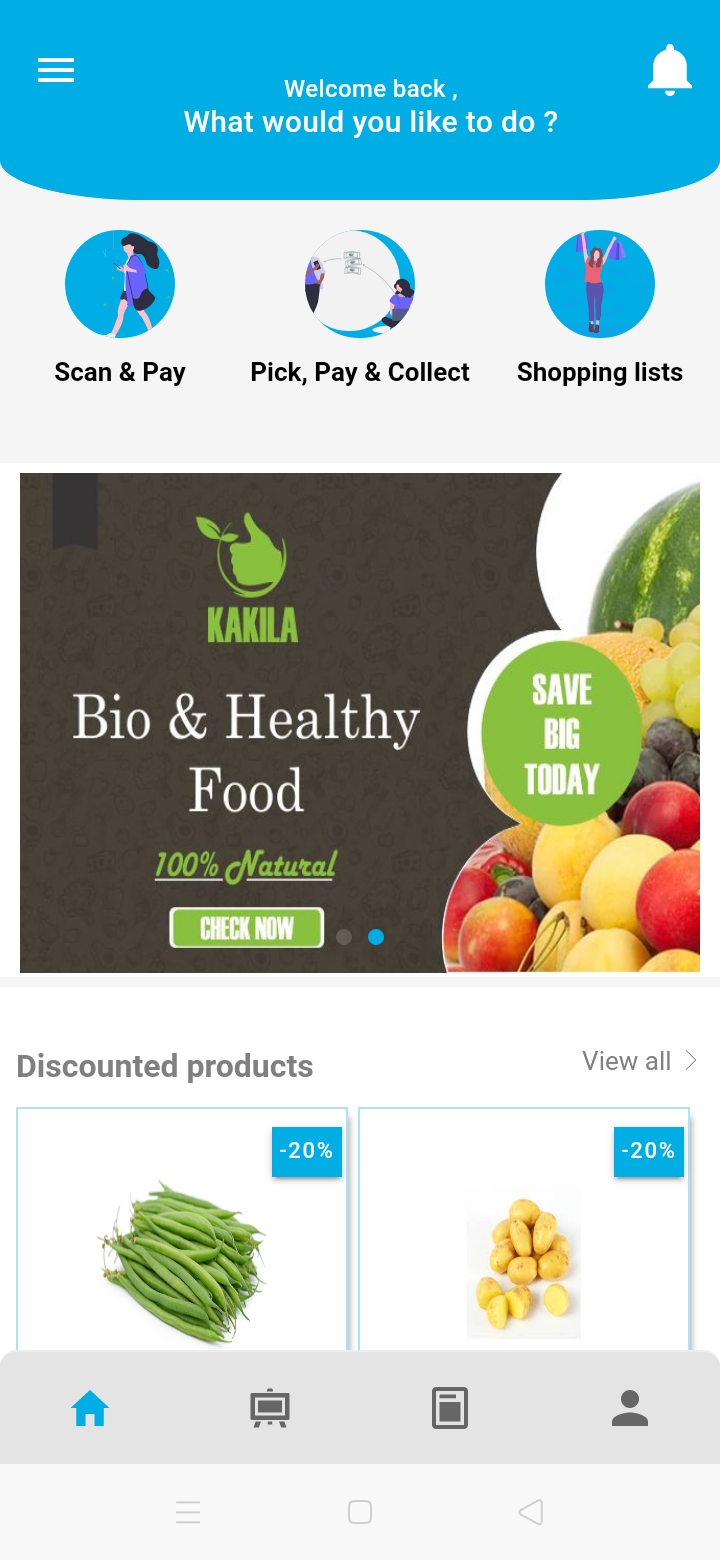 Welcome back ,
What would you like to do ?
Scan & Pay
Pick, Pay & Collect
Shopping lists
KAKILA
Bio & Healthy
Food
100% Natural
CHECK NOW
SAVE
BIG
TODAY
Discounted products
View all
-20%
-20%